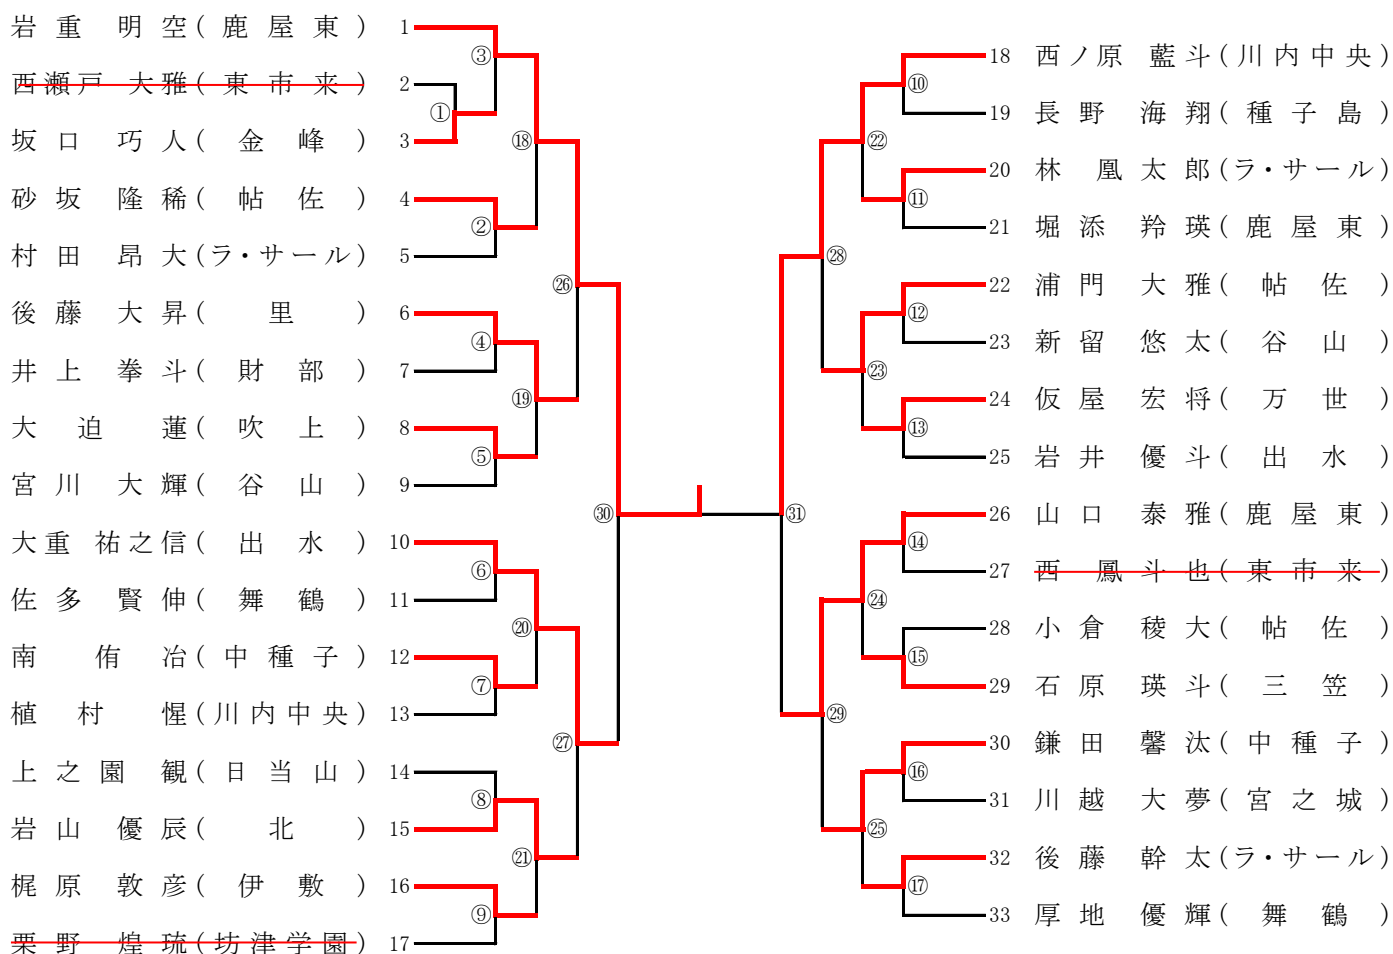 岩重 明空(鹿屋東) 1
西瀬戸 大雅(東市来) 2
坂口 巧人(金峰) 3
砂坂 隆稀(帖佐) 4
村田 昂大(ラ・サール) 5
後藤 大昇(里) 6
井上 拳斗(財部) 7
大迫 蓮(吹上) 8
宮川 大輝(谷山) 9
大重 祐之信(出水) 10
佐多 賢伸(舞鶴) 11
南 侑冶(中種子) 12
植村 惺(川内中央) 13
上之園 観(日当山) 14
岩山 優辰(北) 15
梶原 敦彦(伊敷) 16
栗野 煌琉(坊津学園) 17
③
①
⑱
②
㉖
④
⑲
⑤
㉚
⑥
⑳
⑦
㉗
⑧
㉑
⑨
⑩
㉒
⑪
㉘
⑫
㉓
⑬
㉛
⑭
㉔
⑮
㉙
⑯
㉕
⑰
18 西ノ原 藍斗(川内中央)
19 長野 海翔(種子島)
20 林 凰太郎(ラ・サール)
21 堀添 羚瑛(鹿屋東)
22 浦門 大雅(帖佐)
23 新留 悠太(谷山)
24 仮屋 宏将(万世)
25 岩井 優斗(出水)
26 山口 泰雅(鹿屋東)
27 西 鳳斗也(東市来)
28 小倉 稜大(帖佐)
29 石原 瑛斗(三笠)
30 鎌田 馨汰(中種子)
31 川越 大夢(宮之城)
32 後藤 幹太(ラ・サール)
33 厚地 優輝(舞鶴)